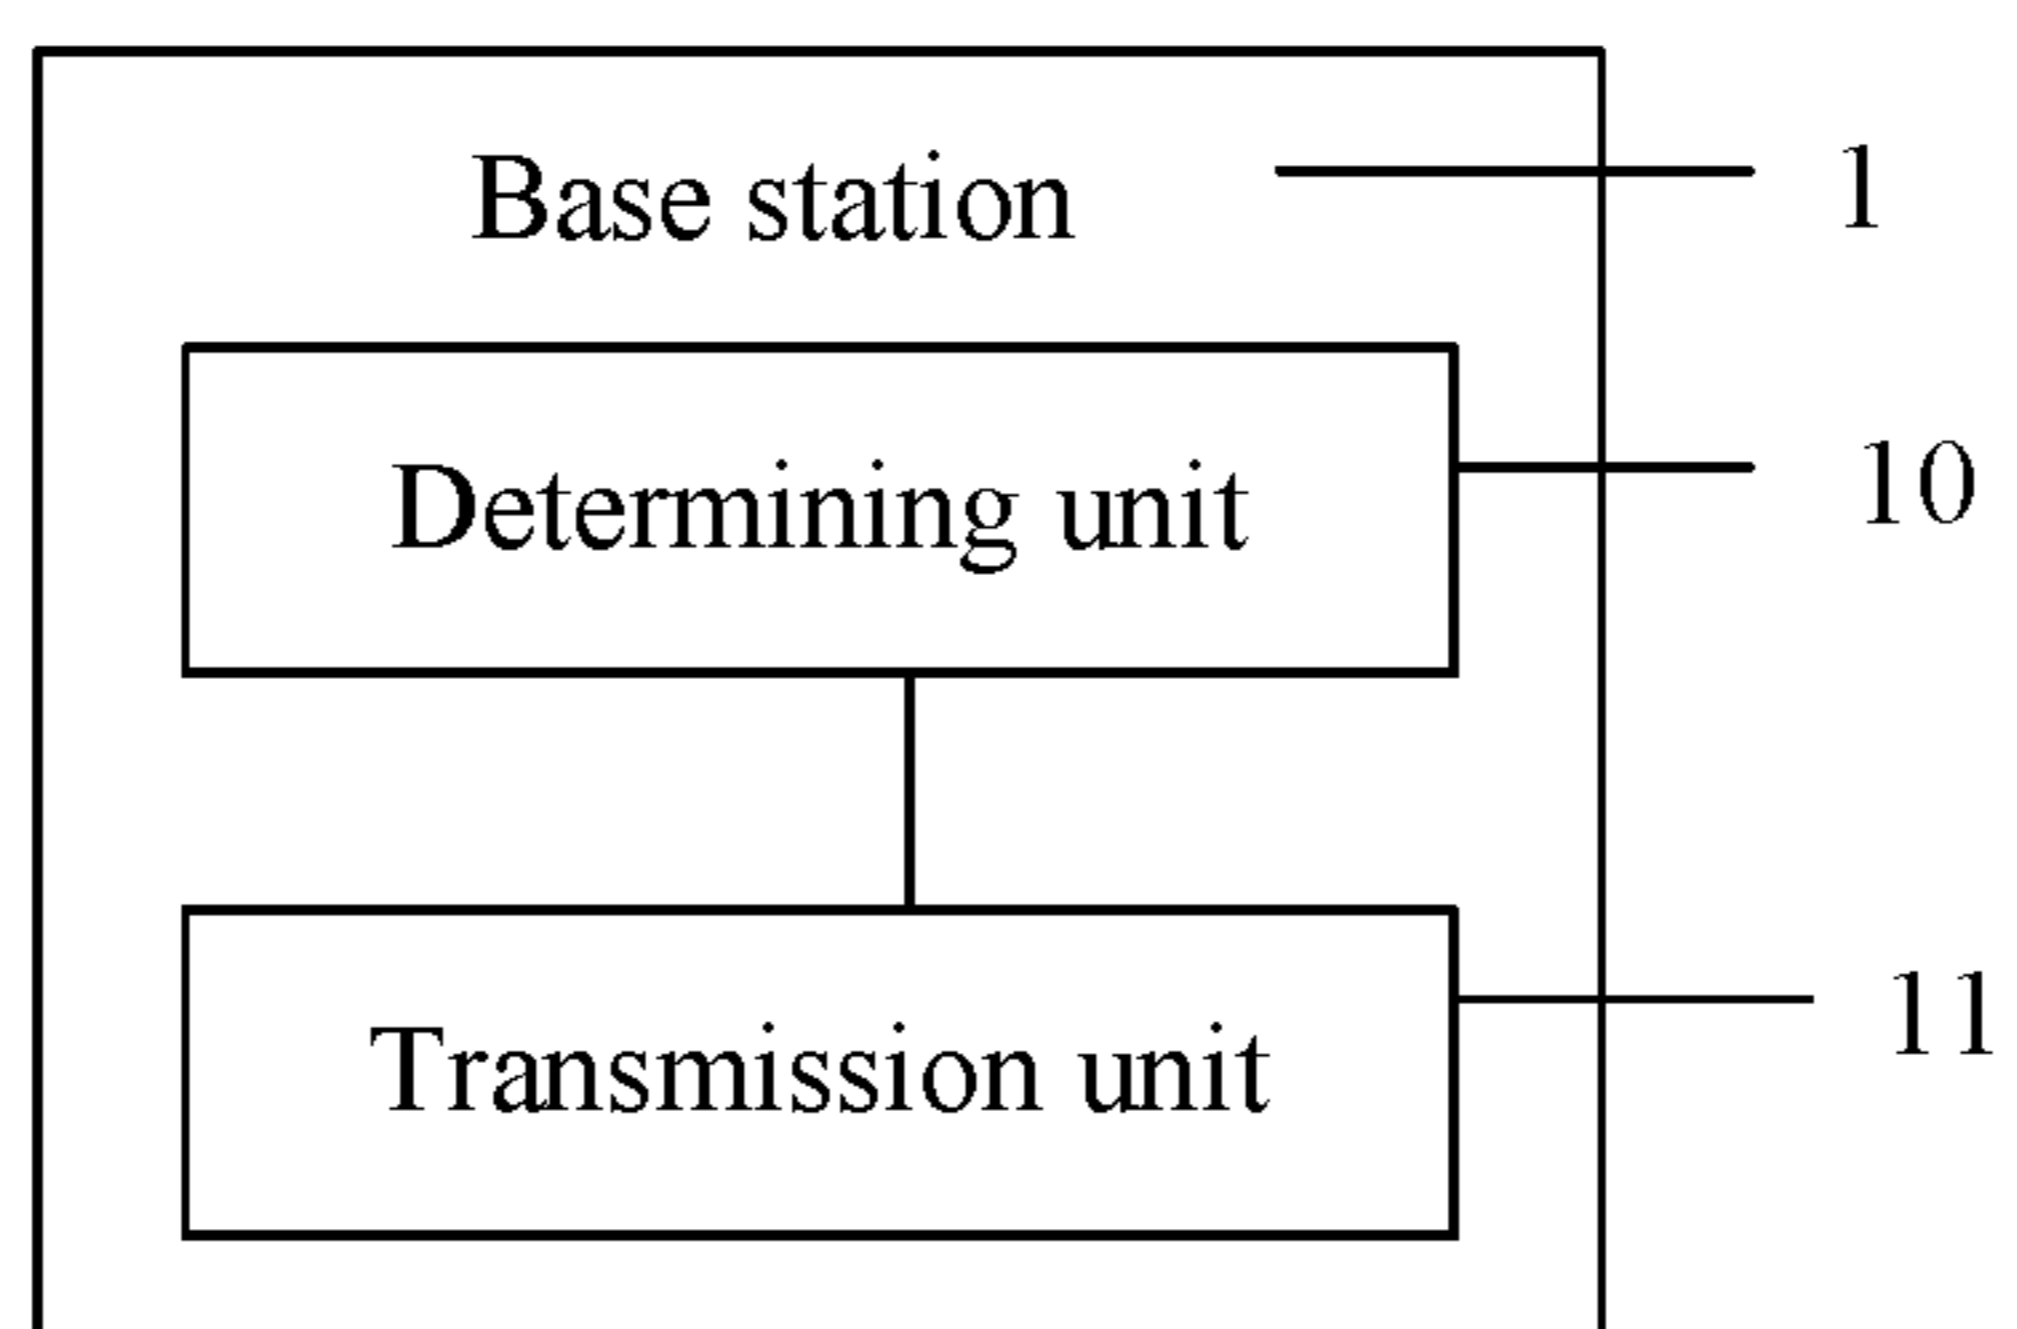 Base station 1
Determining unit 10
Transmission unit 11